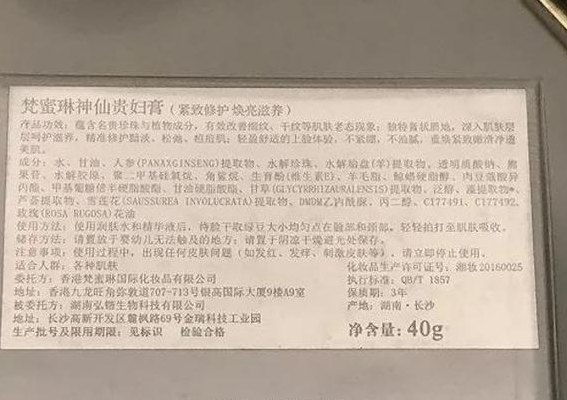 梵蜜琳神仙贵妇膏（紧致修护 焕亮滋养）
产品功效：蕴含名贵珍珠与植物成分，有效改善细纹、干纹等肌肤老态现象；独特膏状质地，深入肌肤层
层呵护滋养，精准修护黯淡、松弛、粗糙肌；轻盈舒适的上脸体验，不紧绷、不油腻，重焕紧致嫩滑净透
美肌。
成分：水、甘油、人参(PANAXGINSENG)提取物、水解珍珠、水解胎盘(羊)提取物、透明质酸钠、
果昔、水解胶原、聚二甲基硅氧烷、角鲨烷、生育酚(维生素E)、羊毛脂、鲸蜡硬脂醇、肉豆蔻酸异
丙酯、甲基葡糖倍半硬脂酸酯、甘油硬脂酸酯、甘草(GLYCYRRHIZAURALENSIS)提取物、泛醇、藻提取物*、
芦荟提取物、雪莲花(SAUSSUREA INVOLUCRATA)提取物、DMDM乙内酰脲、丙二醇、C177491、C177492、
玫瑰(ROSA RUGOSA)花油
使用方法：使用润肤水和精华液后，待脸干取绿豆大小均匀点在脸部和颈部，轻轻拍打至肌肤吸收。
储存方法：请置放于婴幼儿无法触及的地方；请置于阴凉干燥避光处保存。
注意事项：使用过程中，出现任何皮肤问题（如发红、发痒、刺激皮肤等），请立即停止使用。
适合人群：各种肌肤
化妆品生产许可证号：湘妆20160025
委托方：香港梵蜜琳国际化妆品有限公司
执行标准：QB/T 1857
地址：香港九龙旺角弥敦道707-713号银高国际大厦9楼A9室
保质期：3年
被委托方：湖南弘铹生物科技有限公司
产地：湖南·长沙
地址：长沙高新开发区麓枫路69号金瑞科技工业园
生产批号及限用期限：见标识 检验合格
净含量：40g